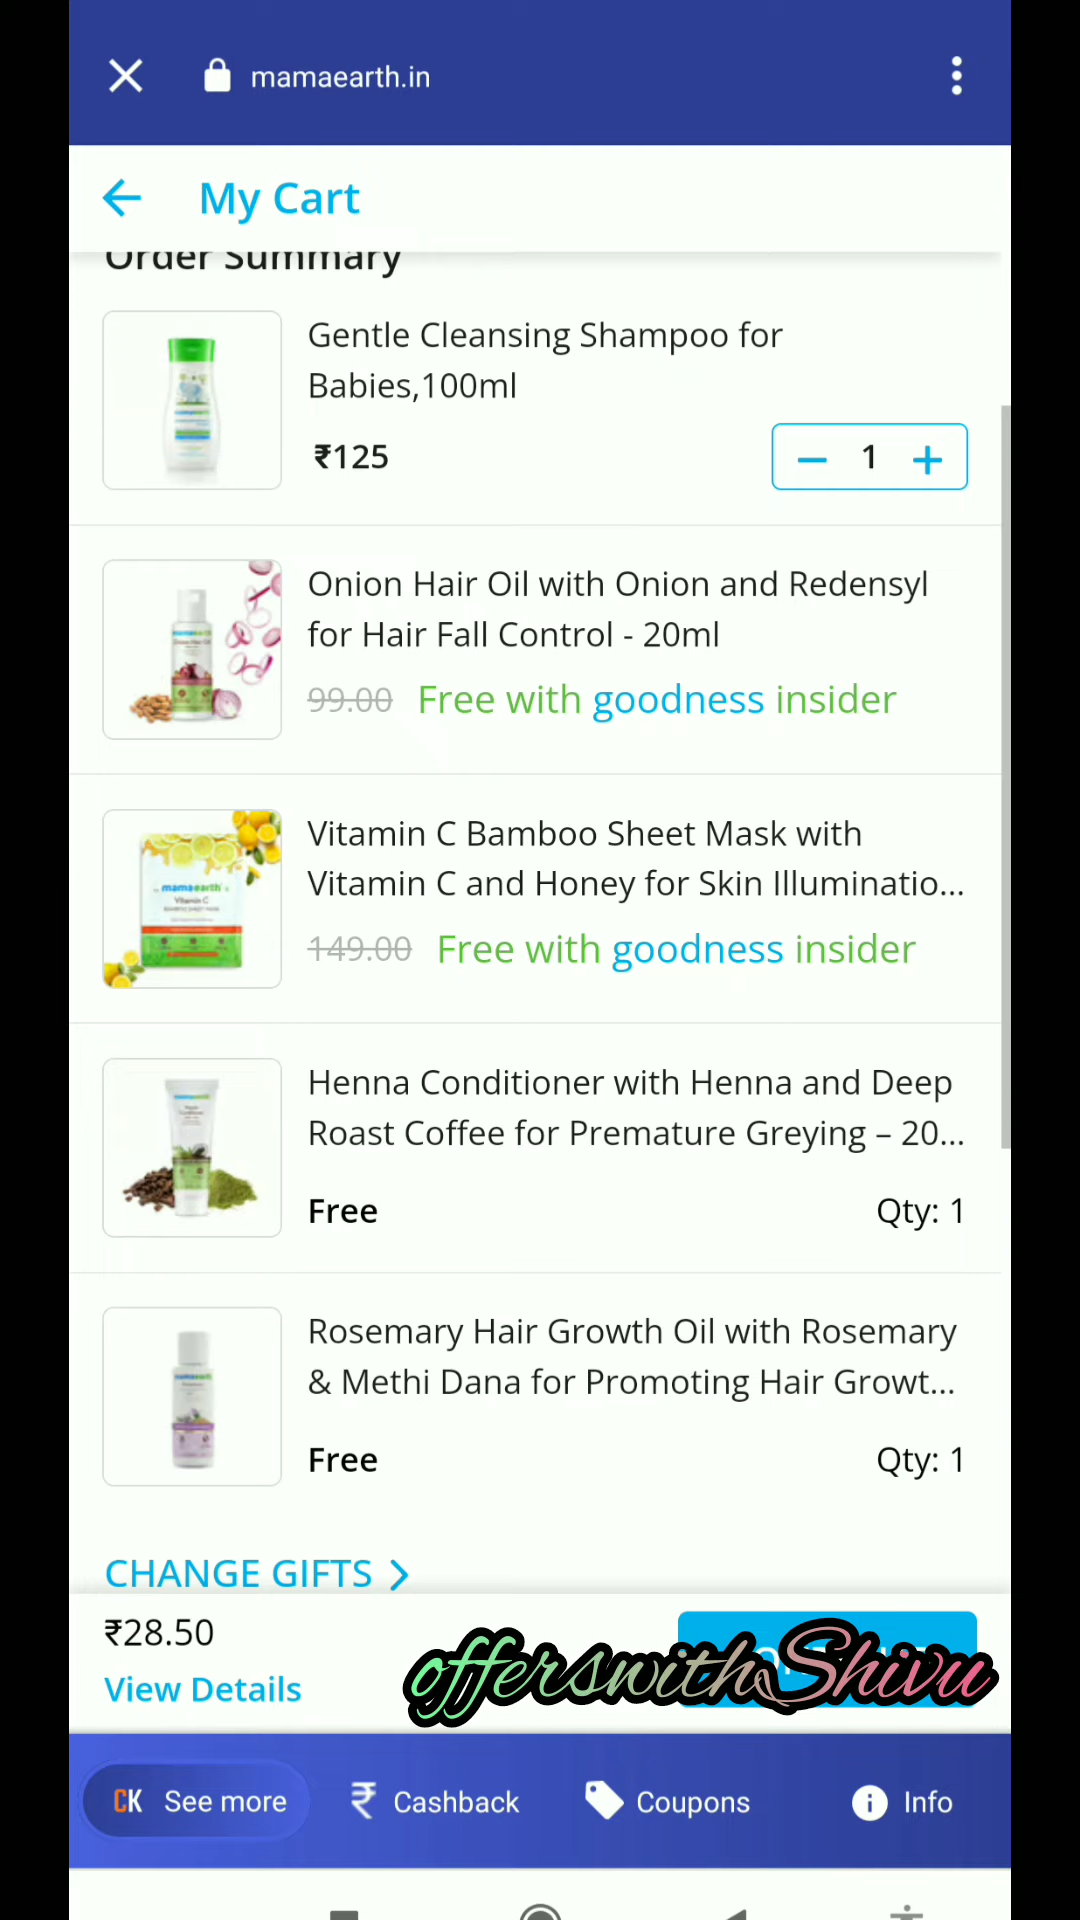 mamaearth.in
My Cart
Order Summary
Gentle Cleansing Shampoo for
Babies,100ml
₹125
1
Onion Hair Oil with Onion and Redensyl
for Hair Fall Control - 20ml
99.00 Free with goodness insider
Vitamin C Bamboo Sheet Mask with
Vitamin C and Honey for Skin Illuminatio...
mamaearth
Vitamin C
149.00 Free with goodness insider
Henna Conditioner with Henna and Deep
Roast Coffee for Premature Greying – 20...
Free Qty: 1
Rosemary Hair Growth Oil with Rosemary
& Methi Dana for Promoting Hair Growt...
Free Qty: 1
CHANGE GIFTS
₹28.50
offerswithShivu
View Details
CK See more ₹ Cashback Coupons i Info